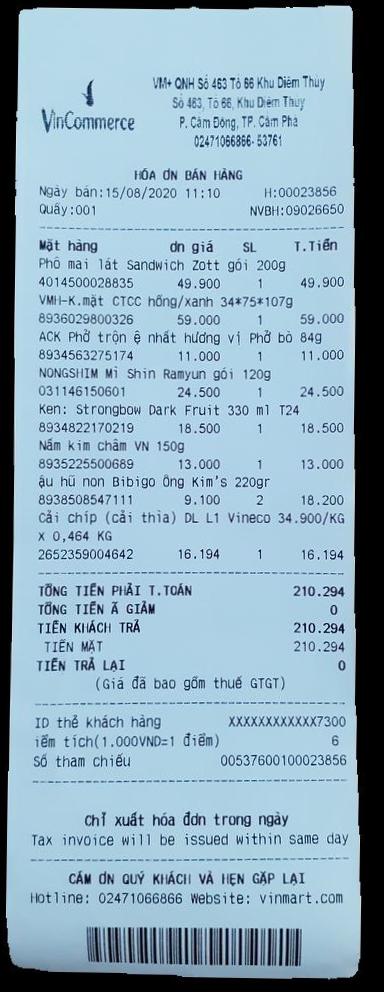 VinCommerce
VM+ QNH Số 463 Tổ 66 Khu Diêm Thủy
Số 463, Tổ 66, Khu Diêm Thủy
P. Cẩm Đông, TP. Cẩm Phả
02471066866- 53761
HÓA ƠN BÁN HÀNG
Ngày bán:15/08/2020 11:10 H:00023856
Quầy:001 NVBH:09026650
Mặt hàng ơn giá SL T.Tiền
Phô mai lát Sandwich Zott gói 200g
4014500028835 49.900 1 49.900
VMH-K.mặt CTCC hồng/xanh 34*75*107g
8936029800326 59.000 1 59.000
ACK Phở trộn ệ nhất hương vị Phở bò 84g
8934563275174 11.000 1 11.000
NONGSHIM Mì Shin Ramyun gói 120g
031146150601 24.500 1 24.500
Ken: Strongbow Dark Fruit 330 ml T24
8934822170219 18.500 1 18.500
Nấm kim châm VN 150g
8935225500689 13.000 1 13.000
ậu hũ non Bibigo Ông Kim's 220gr
8938508547111 9.100 2 18.200
Cải chíp (cải thìa) DL L1 Vineco 34.900/KG
X 0,464 KG
2652359004642 16.194 1 16.194
TỔNG TIỀN PHẢI T.TOÁN 210.294
TỔNG TIỀN Ã GIẢM 0
TIỀN KHÁCH TRẢ 210.294
TIỀN MẶT 210.294
TIỀN TRẢ LẠI 0
(Giá đã bao gồm thuế GTGT)
ID thẻ khách hàng XXXXXXXXXXXX7300
iểm tích(1.000VND=1 điểm) 6
Số tham chiếu 00537600100023856
Chỉ xuất hóa đơn trong ngày
Tax invoice will be issued within same day
CÁM ƠN QUÝ KHÁCH VÀ HẸN GẶP LẠI
Hotline: 02471066866 Website: vinmart.com